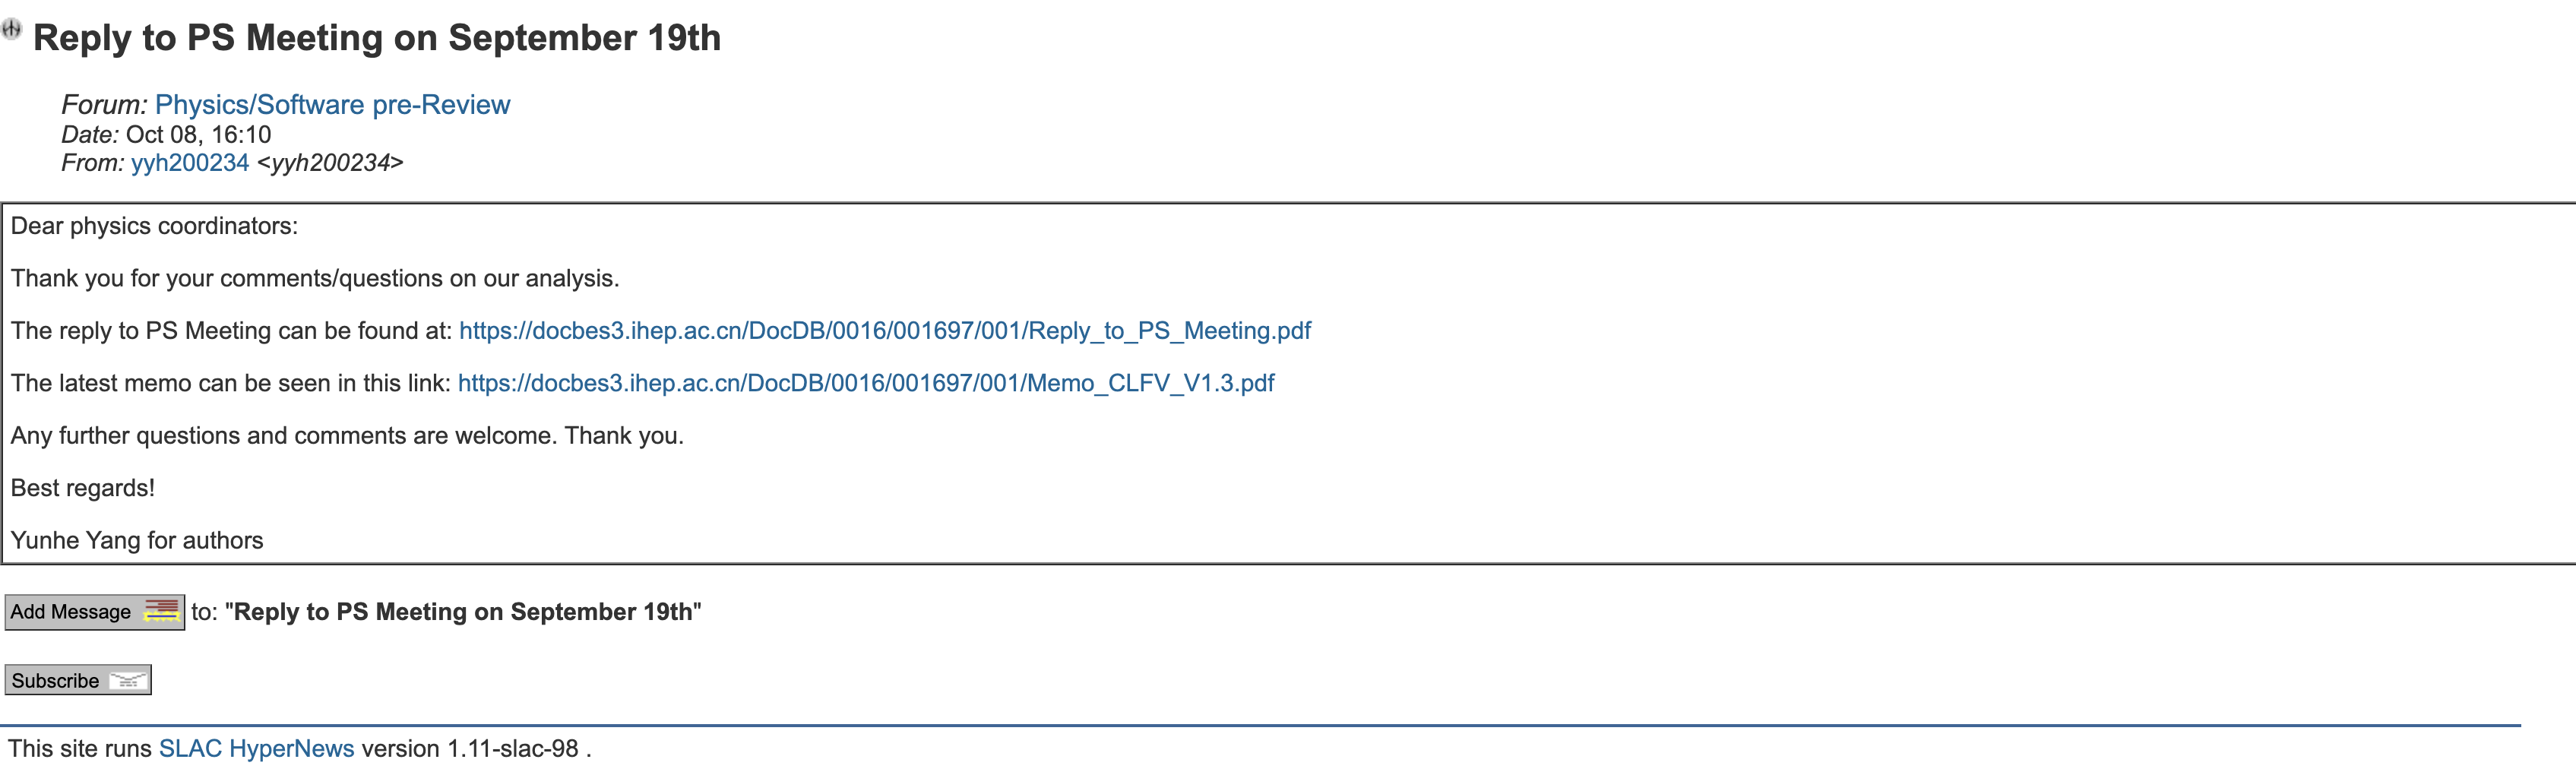 Reply to PS Meeting on September 19th
Forum: Physics/Software pre-Review
Date: Oct 08, 16:10
From: yyh200234 <yyh200234>
Dear physics coordinators:
Thank you for your comments/questions on our analysis.
The reply to PS Meeting can be found at: https://docbes3.ihep.ac.cn/DocDB/0016/001697/001/Reply_to_PS_Meeting.pdf
The latest memo can be seen in this link: https://docbes3.ihep.ac.cn/DocDB/0016/001697/001/Memo_CLFV_V1.3.pdf
Any further questions and comments are welcome. Thank you.
Best regards!
Yunhe Yang for authors
Add Message to: "Reply to PS Meeting on September 19th"
Subscribe
This site runs SLAC HyperNews version 1.11-slac-98 .